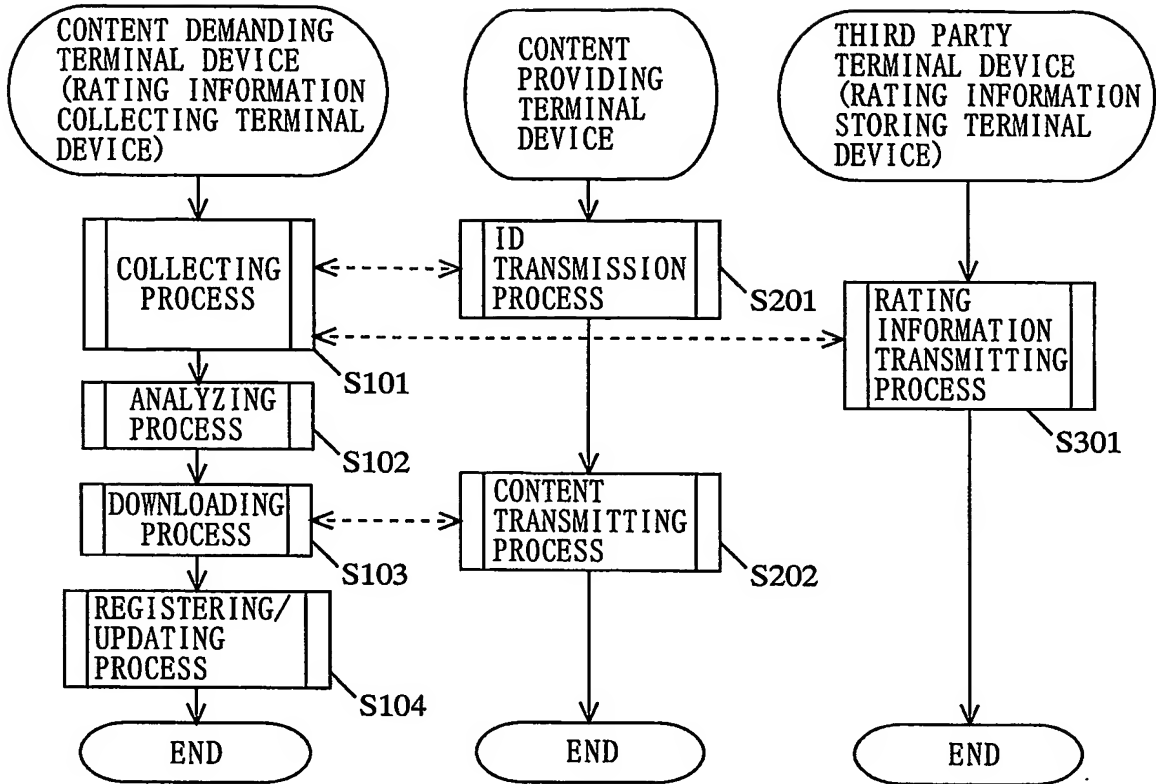 CONTENT DEMANDING
TERMINAL DEVICE
(RATING INFORMATION
COLLECTING TERMINAL
DEVICE)
COLLECTING
PROCESS
S101
ANALYZING
PROCESS
S102
DOWNLOADING
PROCESS
S103
REGISTERING/
UPDATING
PROCESS
S104
END
CONTENT
PROVIDING
TERMINAL
DEVICE
ID
TRANSMISSION
PROCESS
S201
CONTENT
TRANSMITTING
PROCESS
S202
END
THIRD PARTY
TERMINAL DEVICE
(RATING INFORMATION
STORING TERMINAL
DEVICE)
RATING
INFORMATION
TRANSMITTING
PROCESS
S301
END